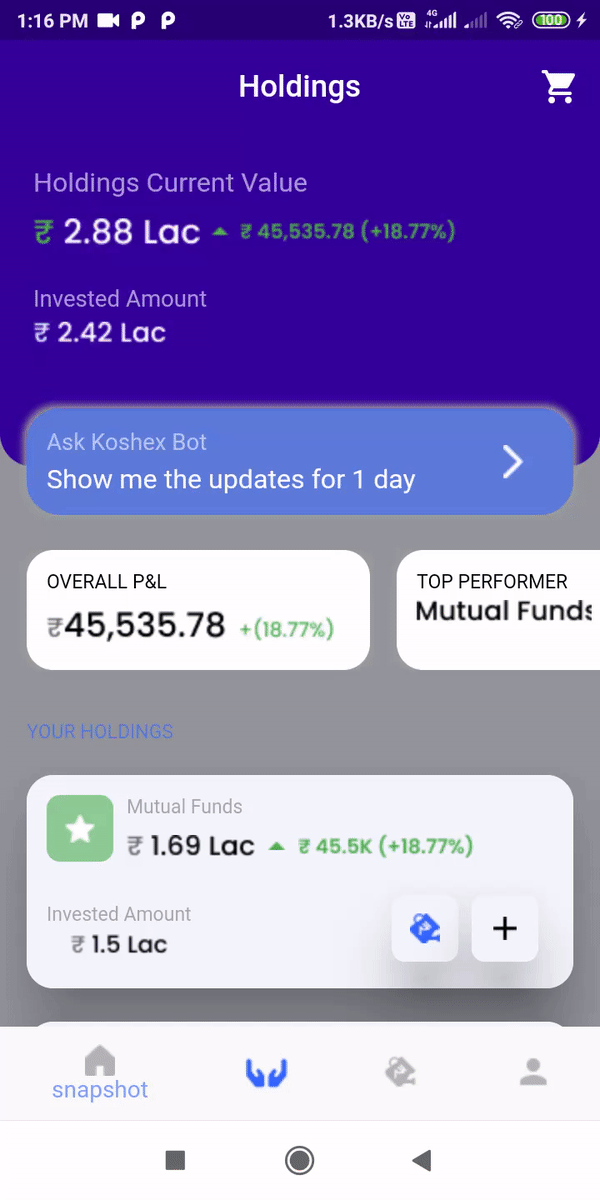 1:16 PM 1.3KB/s Vo LTE 4G 100
Holdings
Holdings Current Value
₹ 2.88 Lac ₹ 45,535.78 (+18.77%)
Invested Amount
₹ 2.42 Lac
Ask Koshex Bot
Show me the updates for 1 day
OVERALL P&L
₹45,535.78 +(18.77%)
TOP PERFORMER
Mutual Funds
YOUR HOLDINGS
Mutual Funds
₹ 1.69 Lac ₹ 45.5K (+18.77%)
Invested Amount
₹ 1.5 Lac
snapshot